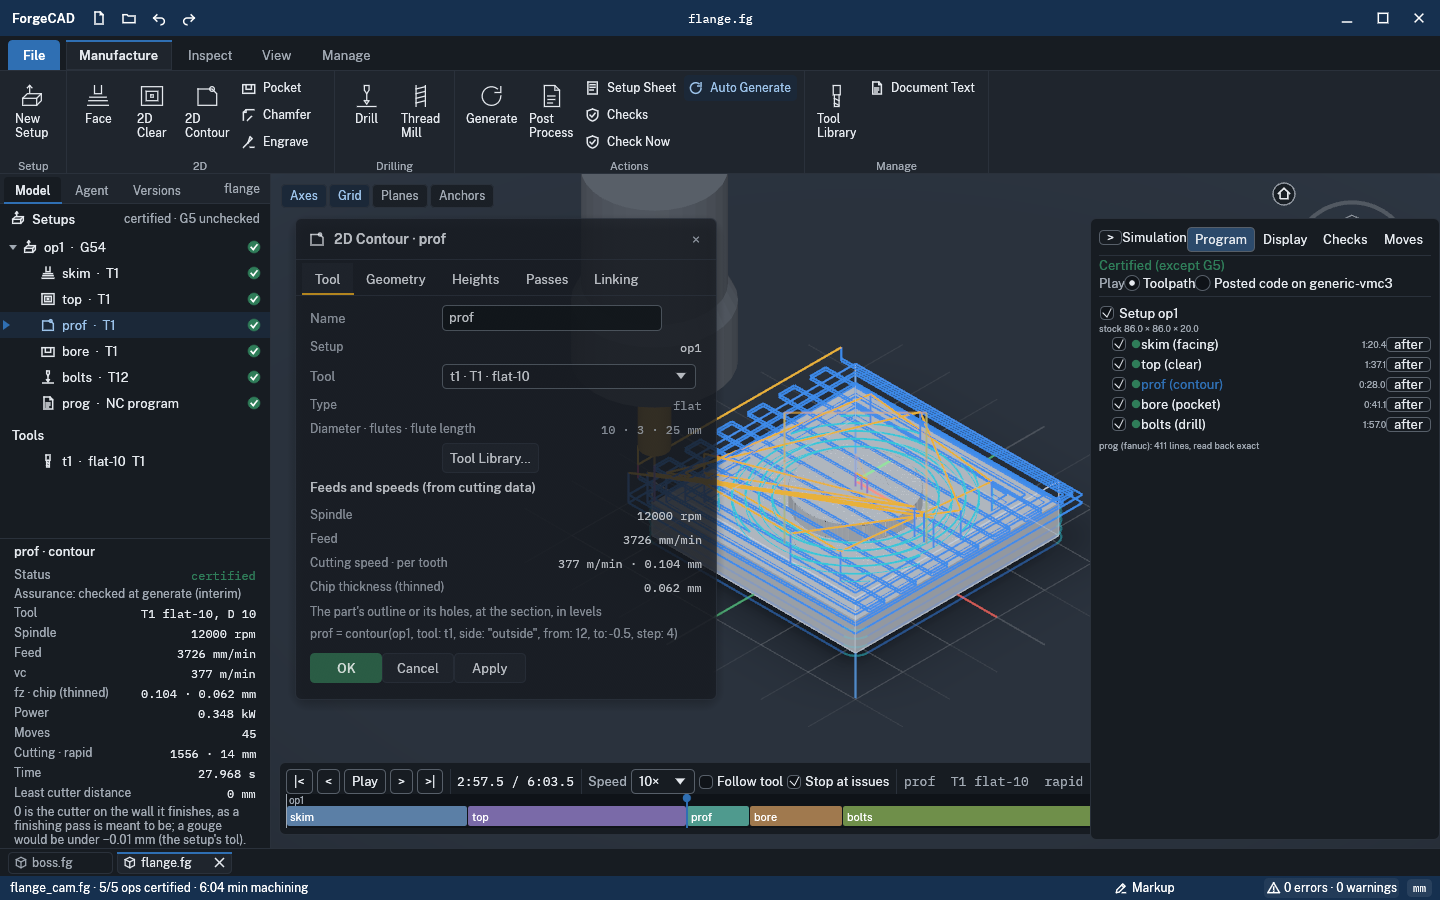 ForgeCAD
flange.fg
File Manufacture Inspect View Manage
New Setup
Face
2D Clear
2D Contour
Pocket
Chamfer
Engrave
Drill
Thread Mill
Generate
Post Process
Setup Sheet
Checks
Check Now
Auto Generate
Tool Library
Document Text
Setup 2D Drilling Actions Manage
Model Agent Versions flange
Setups certified · G5 unchecked
op1 · G54
skim · T1
top · T1
prof · T1
bore · T1
bolts · T12
prog · NC program
Tools
t1 · flat-10 T1
prof · contour
Status certified
Assurance: checked at generate (interim)
Tool T1 flat-10, D 10
Spindle 12000 rpm
Feed 3726 mm/min
vc 377 m/min
fz · chip (thinned) 0.104 · 0.062 mm
Power 0.348 kW
Moves 45
Cutting · rapid 1556 · 14 mm
Time 27.968 s
Least cutter distance 0 mm
0 is the cutter on the wall it finishes, as a
finishing pass is meant to be; a gouge
would be under −0.01 mm (the setup's tol).
Axes Grid Planes Anchors
2D Contour · prof ×
Tool Geometry Heights Passes Linking
Name prof
Setup op1
Tool t1 · T1 · flat-10
Type flat
Diameter · flutes · flute length 10 · 3 · 25 mm
Tool Library...
Feeds and speeds (from cutting data)
Spindle 12000 rpm
Feed 3726 mm/min
Cutting speed · per tooth 377 m/min · 0.104 mm
Chip thickness (thinned) 0.062 mm
The part's outline or its holes, at the section, in levels
prof = contour(op1, tool: t1, side: "outside", from: 12, to:-0.5, step: 4)
OK Cancel Apply
> Simulation Program Display Checks Moves
Certified (except G5)
Play Toolpath Posted code on generic-vmc3
Setup op1
stock 86.0 × 86.0 × 20.0
skim (facing) 1:20.4 after
top (clear) 1:37.1 after
prof (contour) 0:28.0 after
bore (pocket) 0:41.1 after
bolts (drill) 1:57.0 after
prog (fanuc): 411 lines, read back exact
|< < Play > >| 2:57.5 / 6:03.5 Speed 10× Follow tool Stop at issues prof T1 flat-10 rapid
op1
skim top prof bore bolts
boss.fg flange.fg
flange_cam.fg · 5/5 ops certified · 6:04 min machining
Markup 0 errors · 0 warnings mm